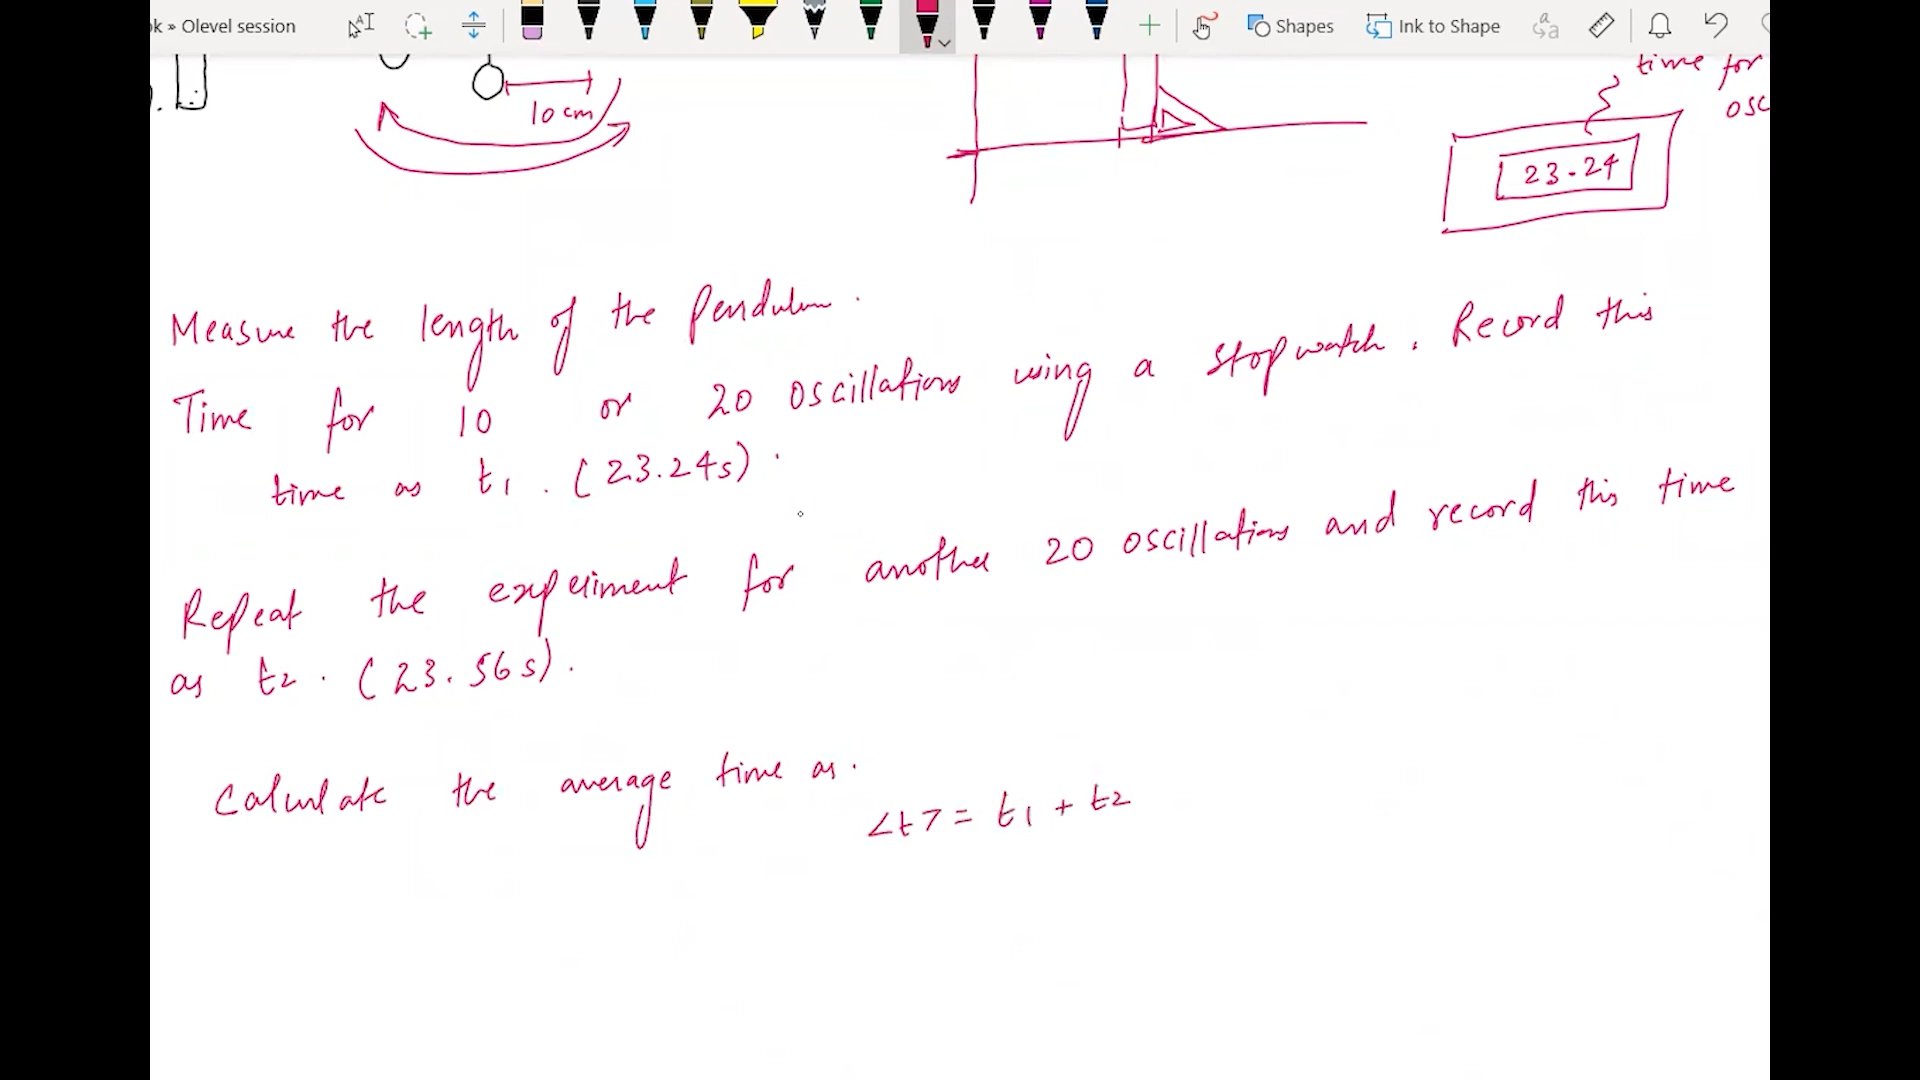 ok » Olevel session
Shapes
Ink to Shape
time for
osc
10 cm
23.24
Measure the length of the Pendulum.
Time for 10 or 20 oscillations using a stopwatch. Record this
time as t1. (23.24s).
Repeat the experiment for another 20 oscillations and record this time
as t2. (23.56s).
Calculate the average time as.
<t> = t1 + t2